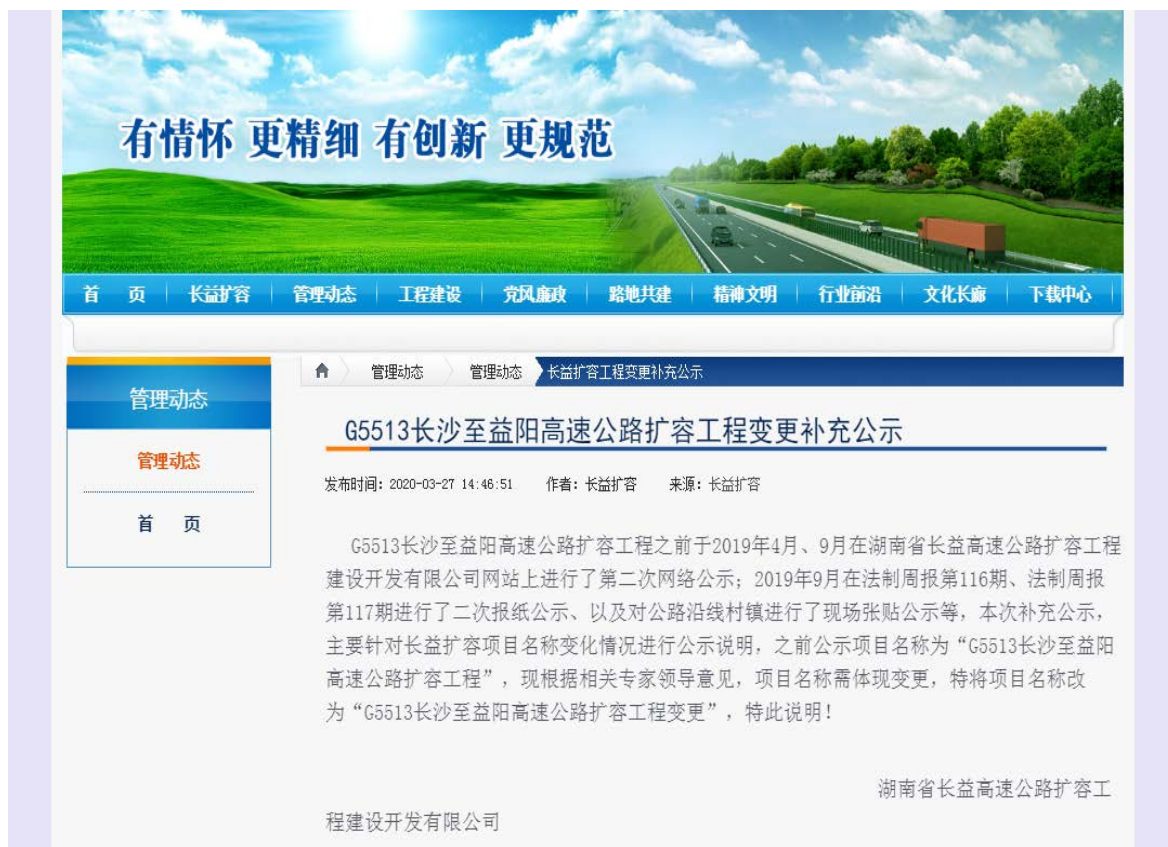 有情怀 更精细 有创新 更规范
首 页 长益扩容 管理动态 工程建设 党风廉政 路地共建 精神文明 行业前沿 文化长廊 下载中心
管理动态
管理动态
首 页
管理动态 管理动态 长益扩容工程变更补充公示
G5513长沙至益阳高速公路扩容工程变更补充公示
发布时间：2020-03-27 14:46:51 作者：长益扩容 来源：长益扩容
G5513长沙至益阳高速公路扩容工程之前于2019年4月、9月在湖南省长益高速公路扩容工程
建设开发有限公司网站上进行了第二次网络公示；2019年9月在法制周报第116期、法制周报
第117期进行了二次报纸公示、以及对公路沿线村镇进行了现场张贴公示等，本次补充公示，
主要针对长益扩容项目名称变化情况进行公示说明，之前公示项目名称为“G5513长沙至益阳
高速公路扩容工程”，现根据相关专家领导意见，项目名称需体现变更，特将项目名称改
为“G5513长沙至益阳高速公路扩容工程变更”，特此说明！
湖南省长益高速公路扩容工
程建设开发有限公司